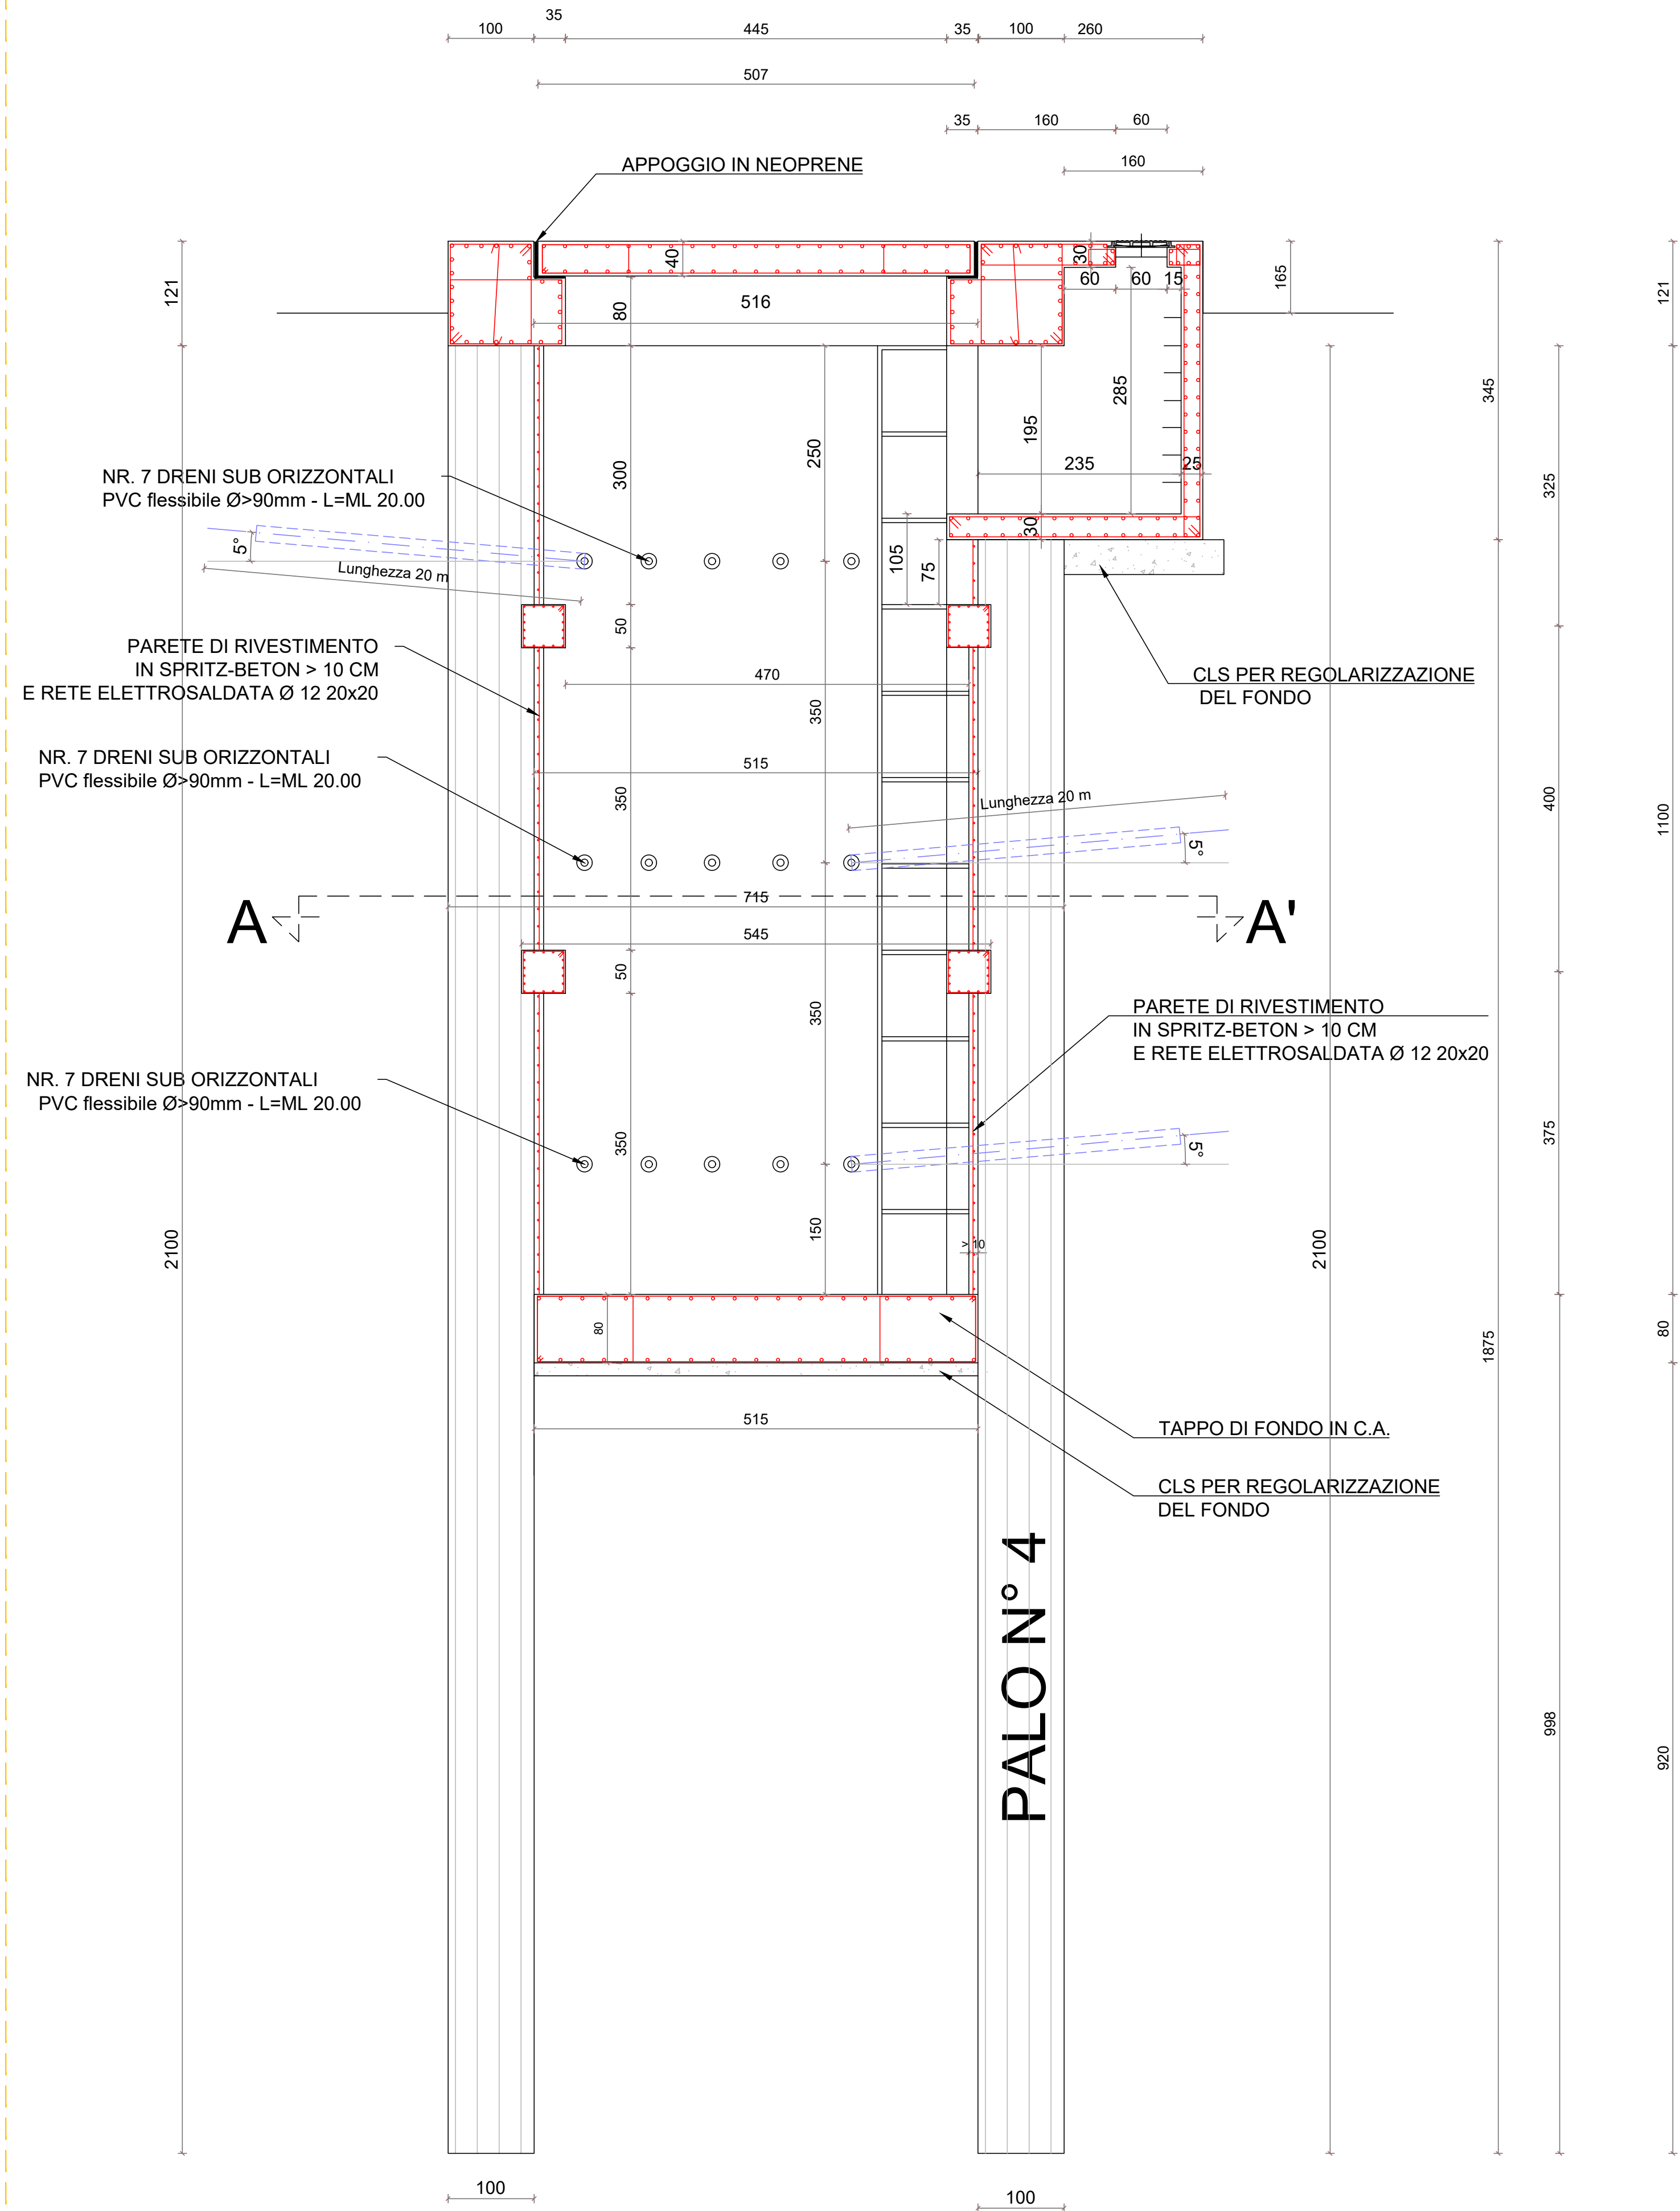 35
100
445
35
100
260
507
35
160
60
160
APPOGGIO IN NEOPRENE
121
40
80
516
30
60
60
15
165
121
345
NR. 7 DRENI SUB ORIZZONTALI
PVC flessibile Ø>90mm - L=ML 20.00
300
250
195
285
235
25
325
5°
Lunghezza 20 m
30
105
75
50
PARETE DI RIVESTIMENTO
IN SPRITZ-BETON > 10 CM
E RETE ELETTROSALDATA Ø 12 20x20
470
CLS PER REGOLARIZZAZIONE
DEL FONDO
350
NR. 7 DRENI SUB ORIZZONTALI
PVC flessibile Ø>90mm - L=ML 20.00
515
350
Lunghezza 20 m
400
1100
5°
A
A'
715
545
50
350
PARETE DI RIVESTIMENTO
IN SPRITZ-BETON > 10 CM
E RETE ELETTROSALDATA Ø 12 20x20
NR. 7 DRENI SUB ORIZZONTALI
PVC flessibile Ø>90mm - L=ML 20.00
350
5°
375
150
> 10
2100
2100
80
80
1875
515
TAPPO DI FONDO IN C.A.
CLS PER REGOLARIZZAZIONE
DEL FONDO
PALO N° 4
998
920
100
100